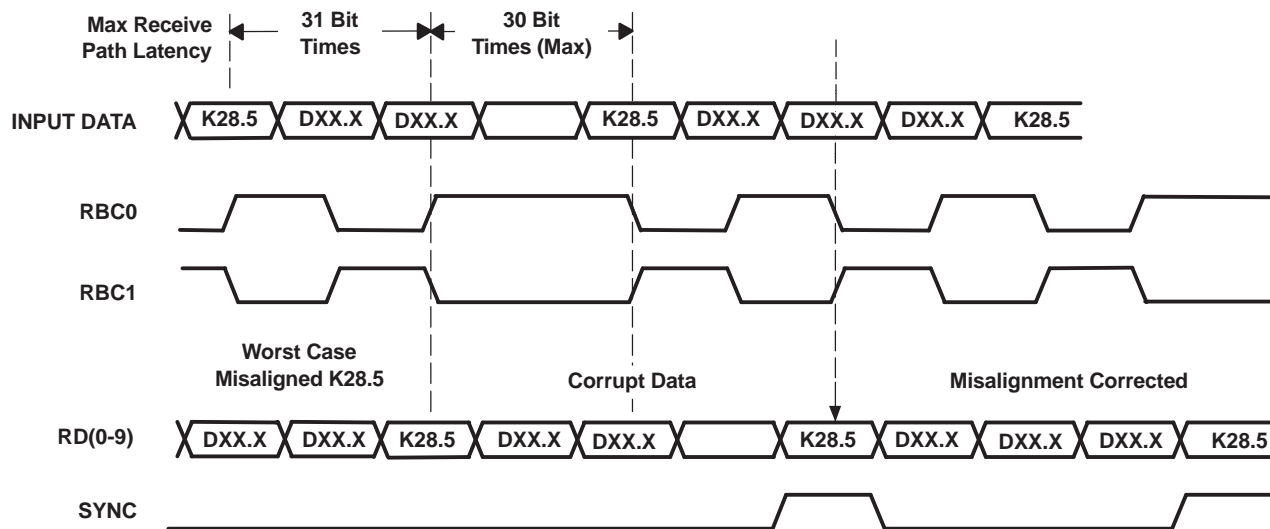 Max Receive
Path Latency
31 Bit
Times
30 Bit
Times (Max)
INPUT DATA
K28.5
DXX.X
DXX.X
K28.5
DXX.X
DXX.X
DXX.X
K28.5
RBC0
RBC1
Worst Case
Misaligned K28.5
Corrupt Data
Misalignment Corrected
RD(0-9)
DXX.X
DXX.X
K28.5
DXX.X
DXX.X
K28.5
DXX.X
DXX.X
DXX.X
K28.5
SYNC